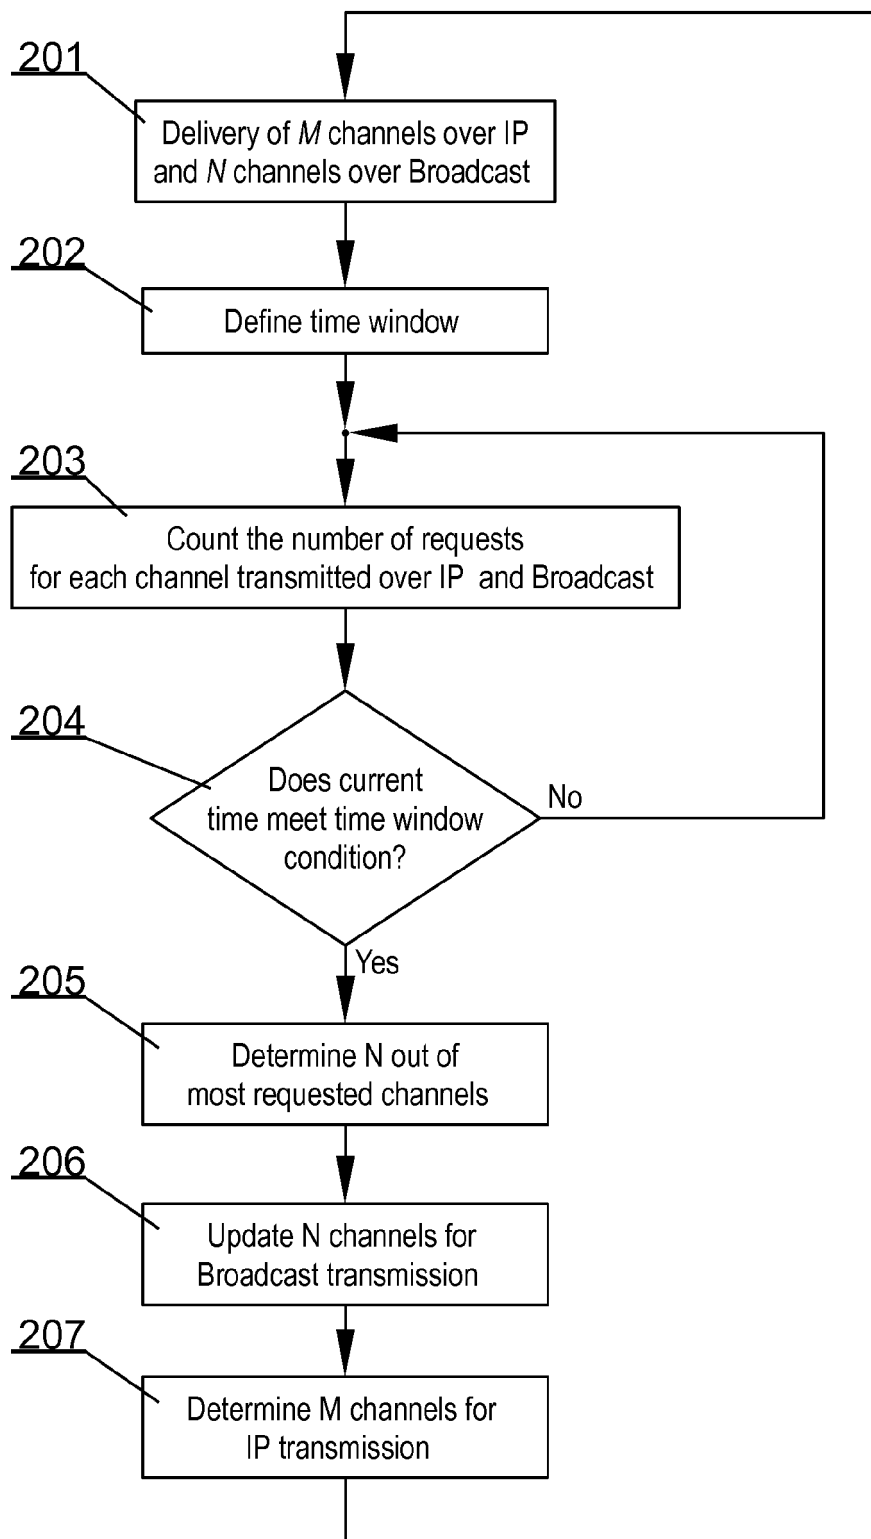 201
Delivery of M channels over IP
and N channels over Broadcast
202
Define time window
203
Count the number of requests
for each channel transmitted over IP and Broadcast
204
Does current
time meet time window
condition?
No
Yes
205
Determine N out of
most requested channels
206
Update N channels for
Broadcast transmission
207
Determine M channels for
IP transmission